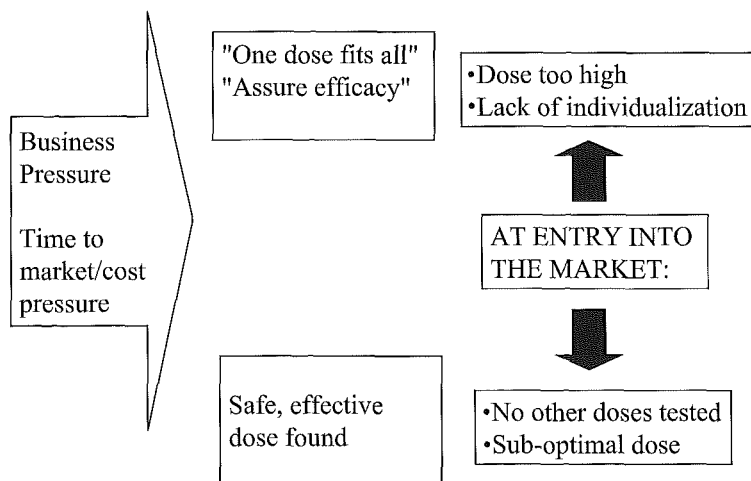 Business
Pressure
Time to
market/cost
pressure
"One dose fits all"
"Assure efficacy"
•Dose too high
•Lack of individualization
AT ENTRY INTO
THE MARKET:
Safe, effective
dose found
•No other doses tested
•Sub-optimal dose